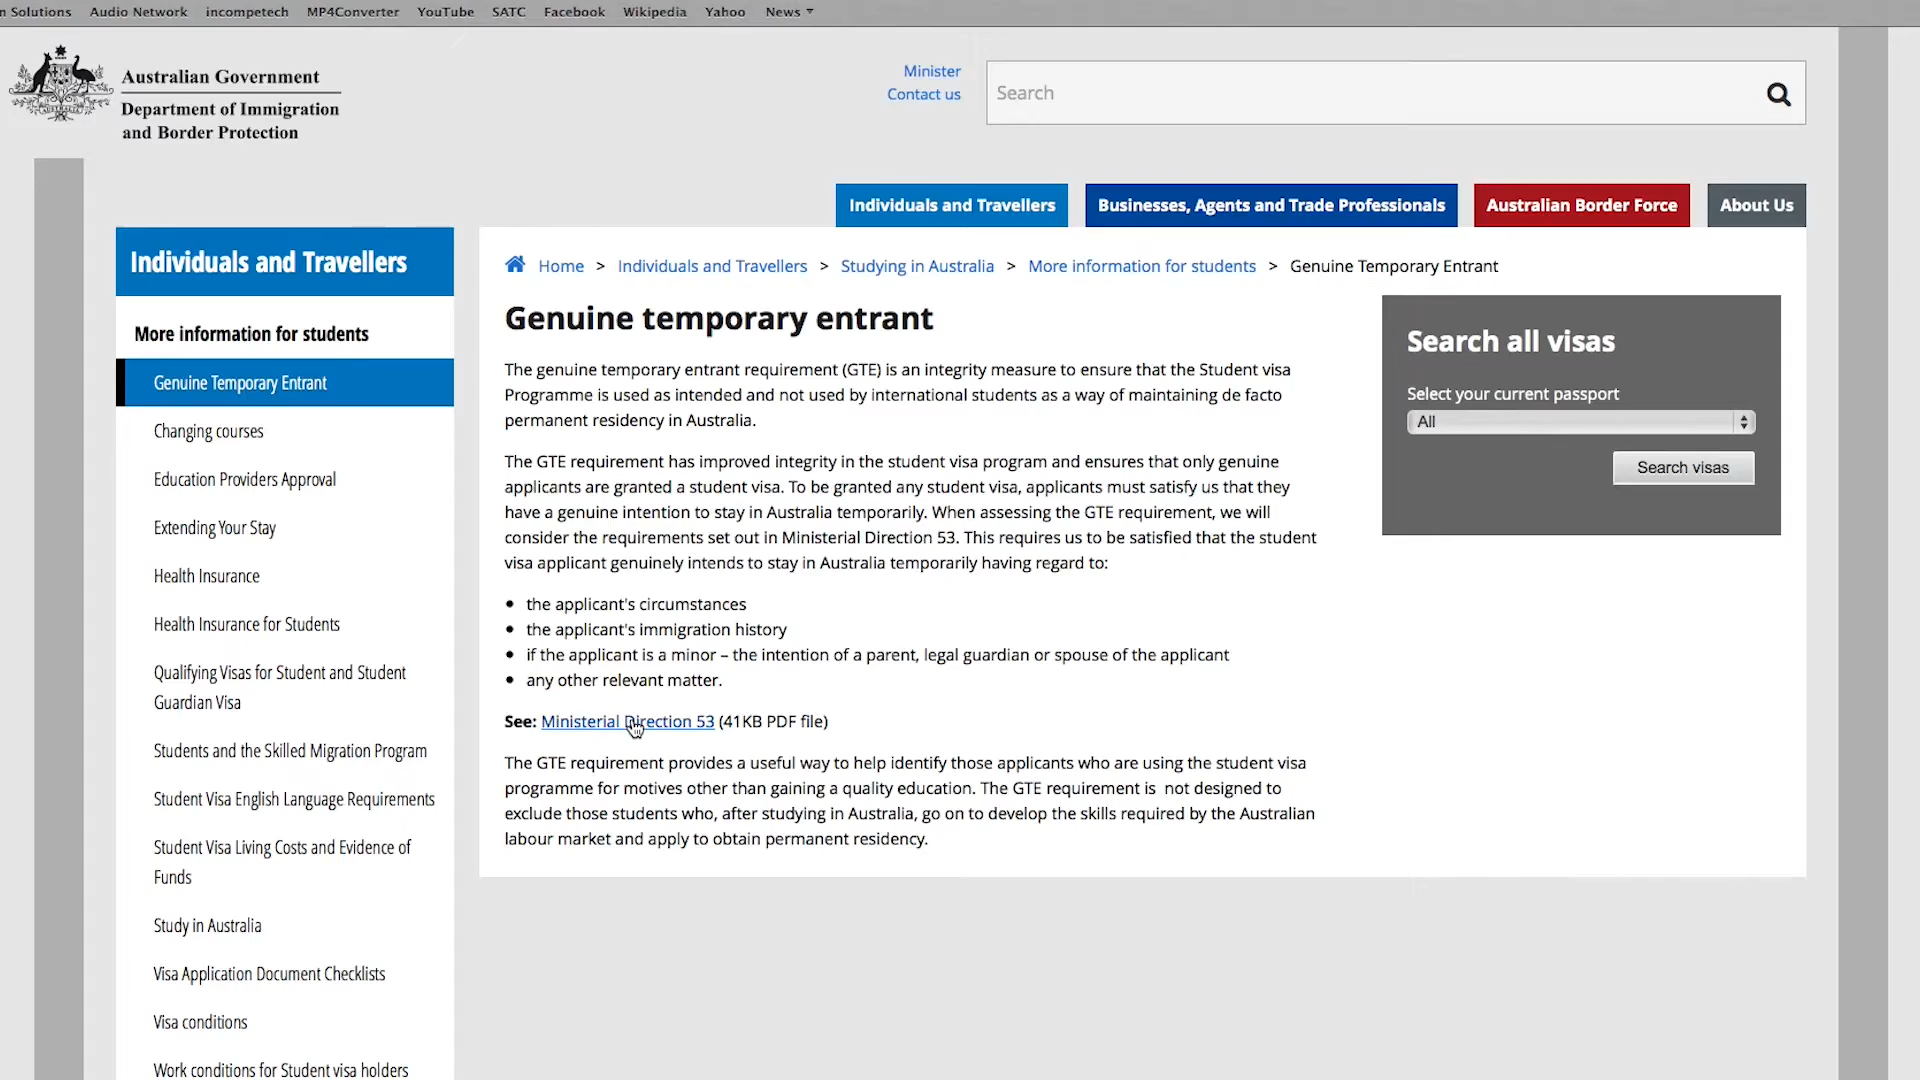 n Solutions Audio Network incompetech MP4Converter YouTube SATC Facebook Wikipedia Yahoo News
Australian Government
Department of Immigration
and Border Protection
Minister
Contact us
Search
Individuals and Travellers
Businesses, Agents and Trade Professionals
Australian Border Force
About Us
Individuals and Travellers
More information for students
Genuine Temporary Entrant
Changing courses
Education Providers Approval
Extending Your Stay
Health Insurance
Health Insurance for Students
Qualifying Visas for Student and Student
Guardian Visa
Students and the Skilled Migration Program
Student Visa English Language Requirements
Student Visa Living Costs and Evidence of
Funds
Study in Australia
Visa Application Document Checklists
Visa conditions
Work conditions for Student visa holders
Home > Individuals and Travellers > Studying in Australia > More information for students > Genuine Temporary Entrant
Genuine temporary entrant
The genuine temporary entrant requirement (GTE) is an integrity measure to ensure that the Student visa
Programme is used as intended and not used by international students as a way of maintaining de facto
permanent residency in Australia.
The GTE requirement has improved integrity in the student visa program and ensures that only genuine
applicants are granted a student visa. To be granted any student visa, applicants must satisfy us that they
have a genuine intention to stay in Australia temporarily. When assessing the GTE requirement, we will
consider the requirements set out in Ministerial Direction 53. This requires us to be satisfied that the student
visa applicant genuinely intends to stay in Australia temporarily having regard to:
• the applicant's circumstances
• the applicant's immigration history
• if the applicant is a minor – the intention of a parent, legal guardian or spouse of the applicant
• any other relevant matter.
See: Ministerial Direction 53 (41KB PDF file)
The GTE requirement provides a useful way to help identify those applicants who are using the student visa
programme for motives other than gaining a quality education. The GTE requirement is not designed to
exclude those students who, after studying in Australia, go on to develop the skills required by the Australian
labour market and apply to obtain permanent residency.
Search all visas
Select your current passport
All
Search visas